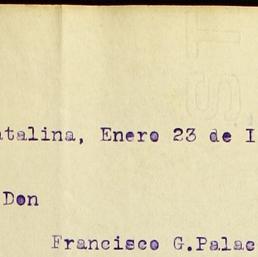 atalina, Enero 23 de I
Don
Francisco G.Palac